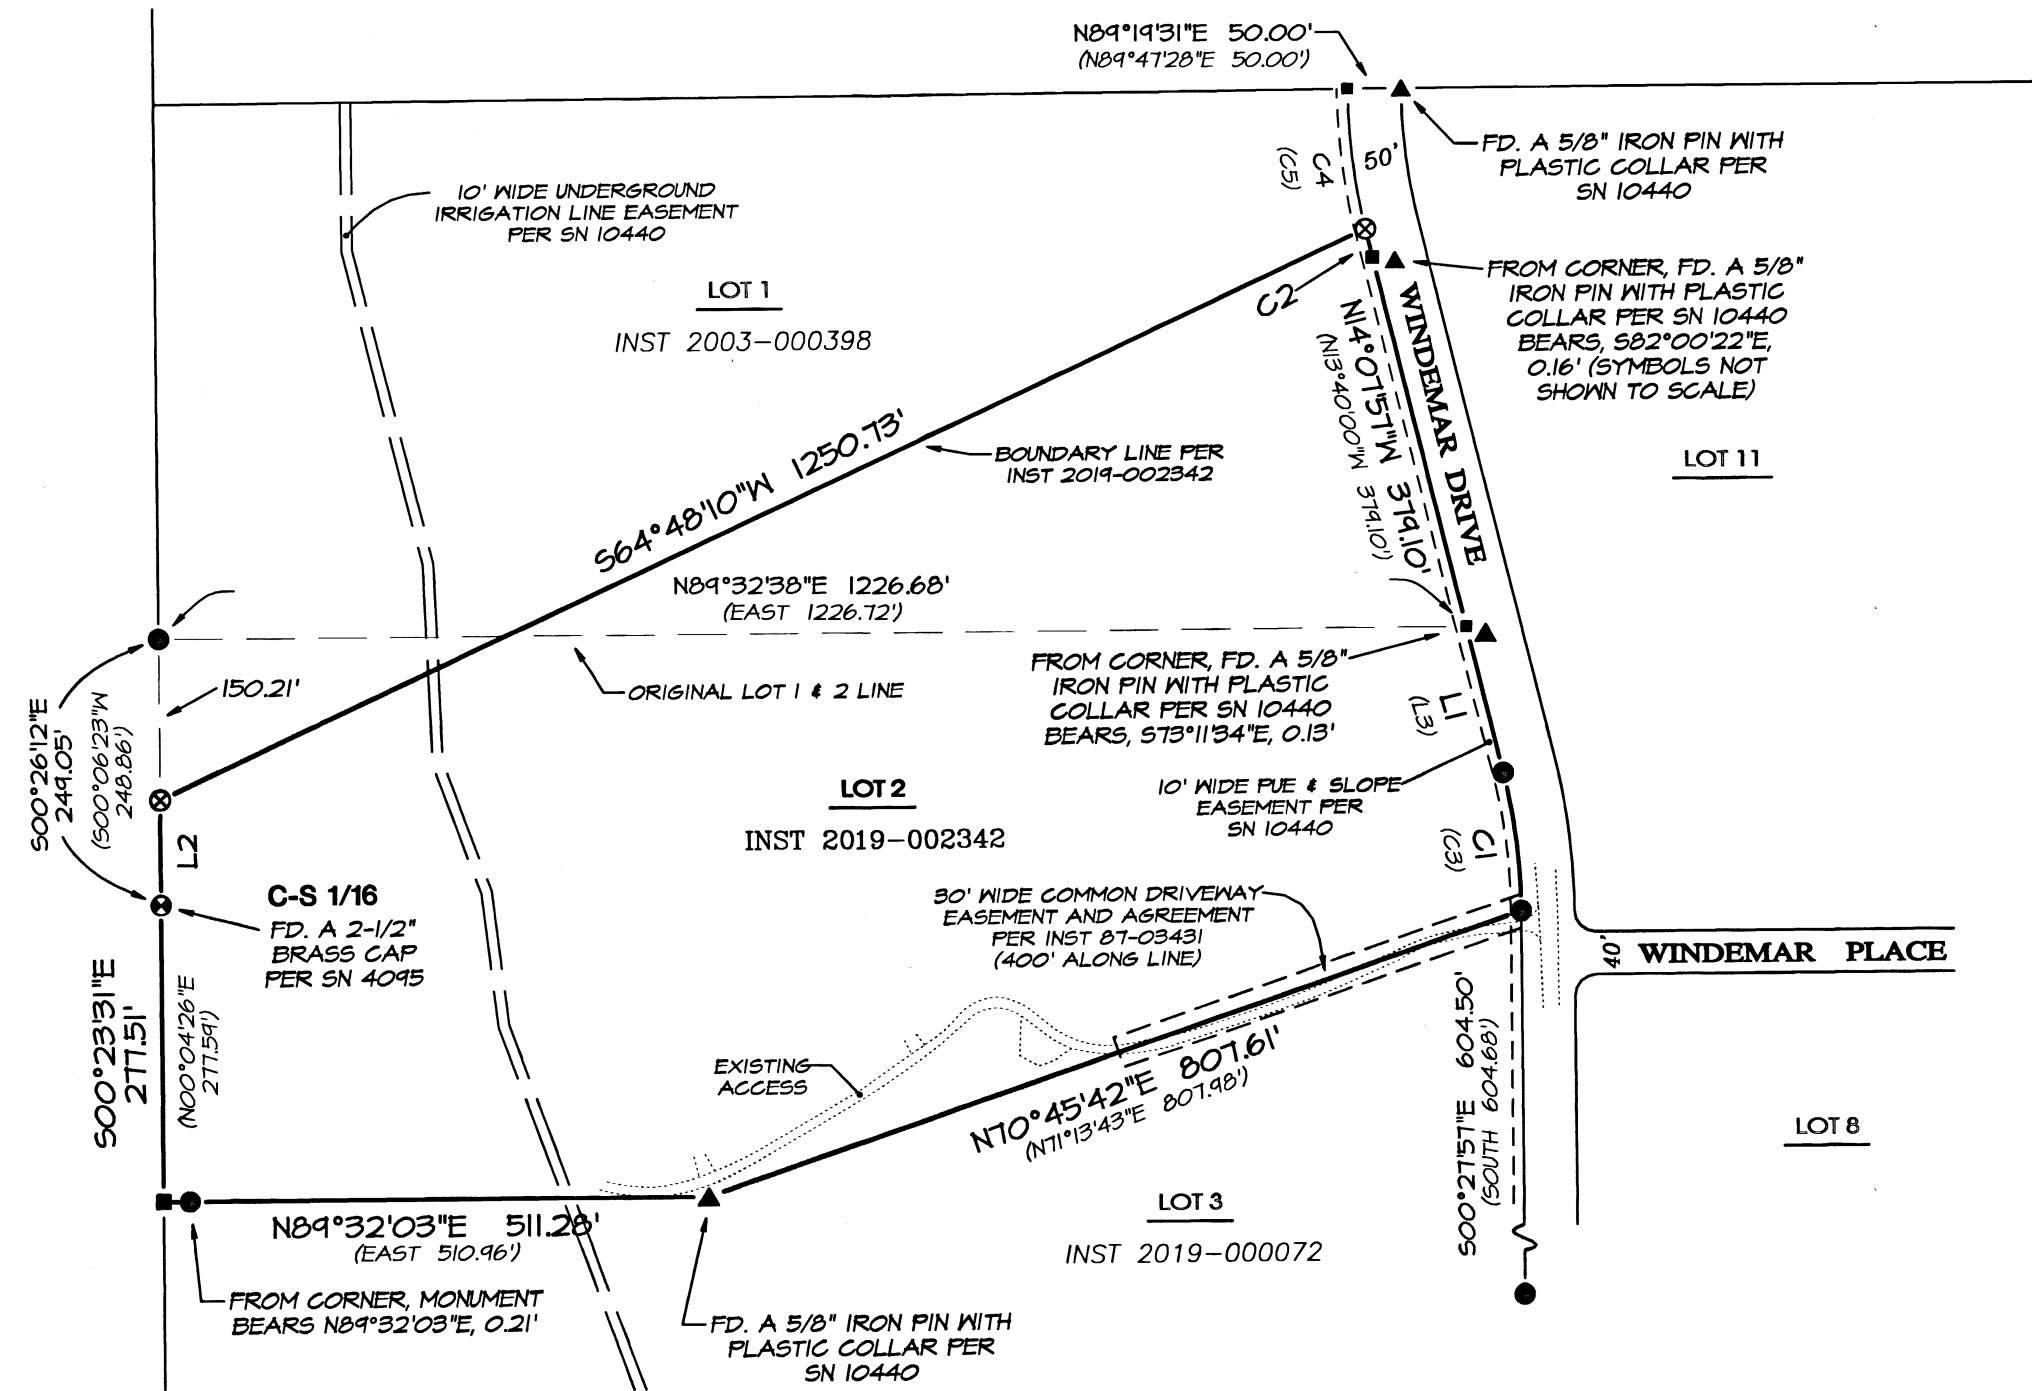 N89°19'31"E 50.00'
(N89°47'28"E 50.00')
FD. A 5/8" IRON PIN WITH
PLASTIC COLLAR PER
SN 10440
50'
C4
(C5)
10' WIDE UNDERGROUND
IRRIGATION LINE EASEMENT
PER SN 10440
LOT 1
INST 2003-000398
C2
FROM CORNER, FD. A 5/8"
IRON PIN WITH PLASTIC
COLLAR PER SN 10440
BEARS, S82°00'22"E,
0.16' (SYMBOLS NOT
SHOWN TO SCALE)
WINDEMAR DRIVE
N14°07'57"W 379.10'
(N13°40'00"W 379.10')
LOT 11
S64°48'10"W 1250.73'
BOUNDARY LINE PER
INST 2019-002342
N89°32'38"E 1226.68'
(EAST 1226.72')
150.21'
ORIGINAL LOT 1 & 2 LINE
FROM CORNER, FD. A 5/8"
IRON PIN WITH PLASTIC
COLLAR PER SN 10440
BEARS, S73°11'34"E, 0.13'
L1
(L3)
S00°26'12"E
249.05'
(S00°06'23"W
248.86')
L2
LOT 2
INST 2019-002342
10' WIDE PUE & SLOPE
EASEMENT PER
SN 10440
C1
(C3)
C-S 1/16
FD. A 2-1/2"
BRASS CAP
PER SN 4095
30' WIDE COMMON DRIVEWAY
EASEMENT AND AGREEMENT
PER INST 87-03431
(400' ALONG LINE)
40'
WINDEMAR PLACE
S00°23'31"E
277.51'
(N00°04'26"E
277.59')
EXISTING
ACCESS
N70°45'42"E 807.61'
(N71°13'43"E 807.98')
S00°27'57"E 604.50'
(SOUTH 604.68')
LOT 8
LOT 3
INST 2019-000072
N89°32'03"E 511.28'
(EAST 510.96')
FROM CORNER, MONUMENT
BEARS N89°32'03"E, 0.21'
FD. A 5/8" IRON PIN WITH
PLASTIC COLLAR PER
SN 10440